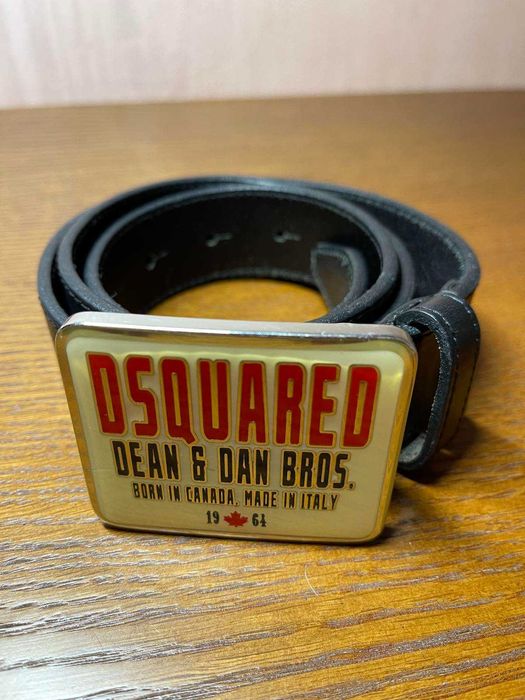 DSQUARED
DEAN & DAN BROS.
BORN IN CANADA. MADE IN ITALY
19 64